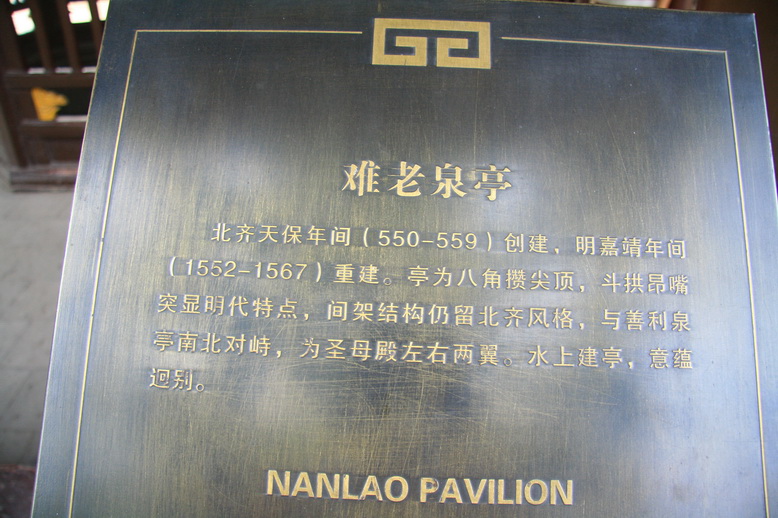 难老泉亭
北齐天保年间（550-559）创建，明嘉靖年间
（1552-1567）重建。亭为八角攒尖顶，斗拱昂嘴
突显明代特点，间架结构仍留北齐风格，与善利泉
亭南北对峙，为圣母殿左右两翼。水上建亭，意蕴
迥别。
NANLAO PAVILION